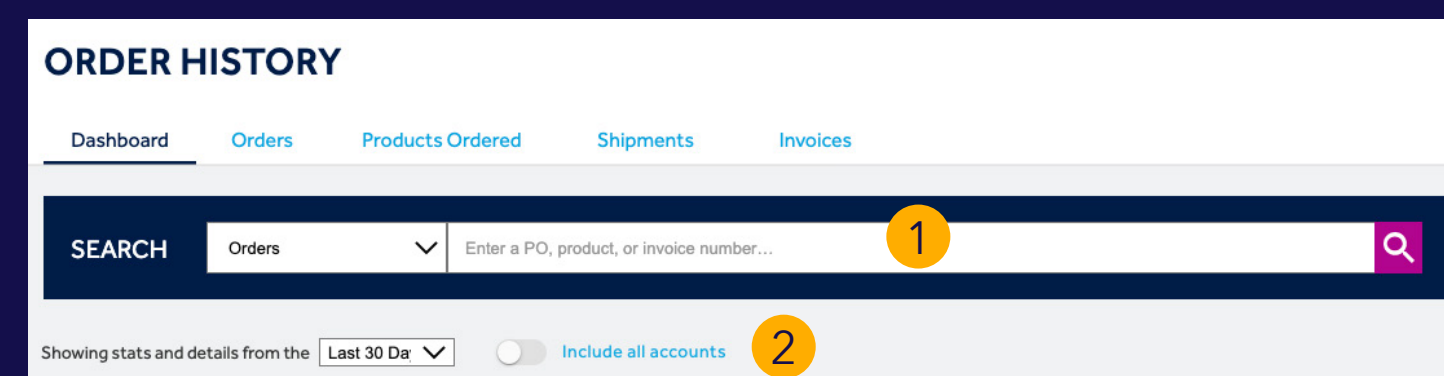 ORDER HISTORY
Dashboard Orders Products Ordered Shipments Invoices
SEARCH Orders Enter a PO, product, or invoice number... 1
Showing stats and details from the Last 30 Da Include all accounts 2